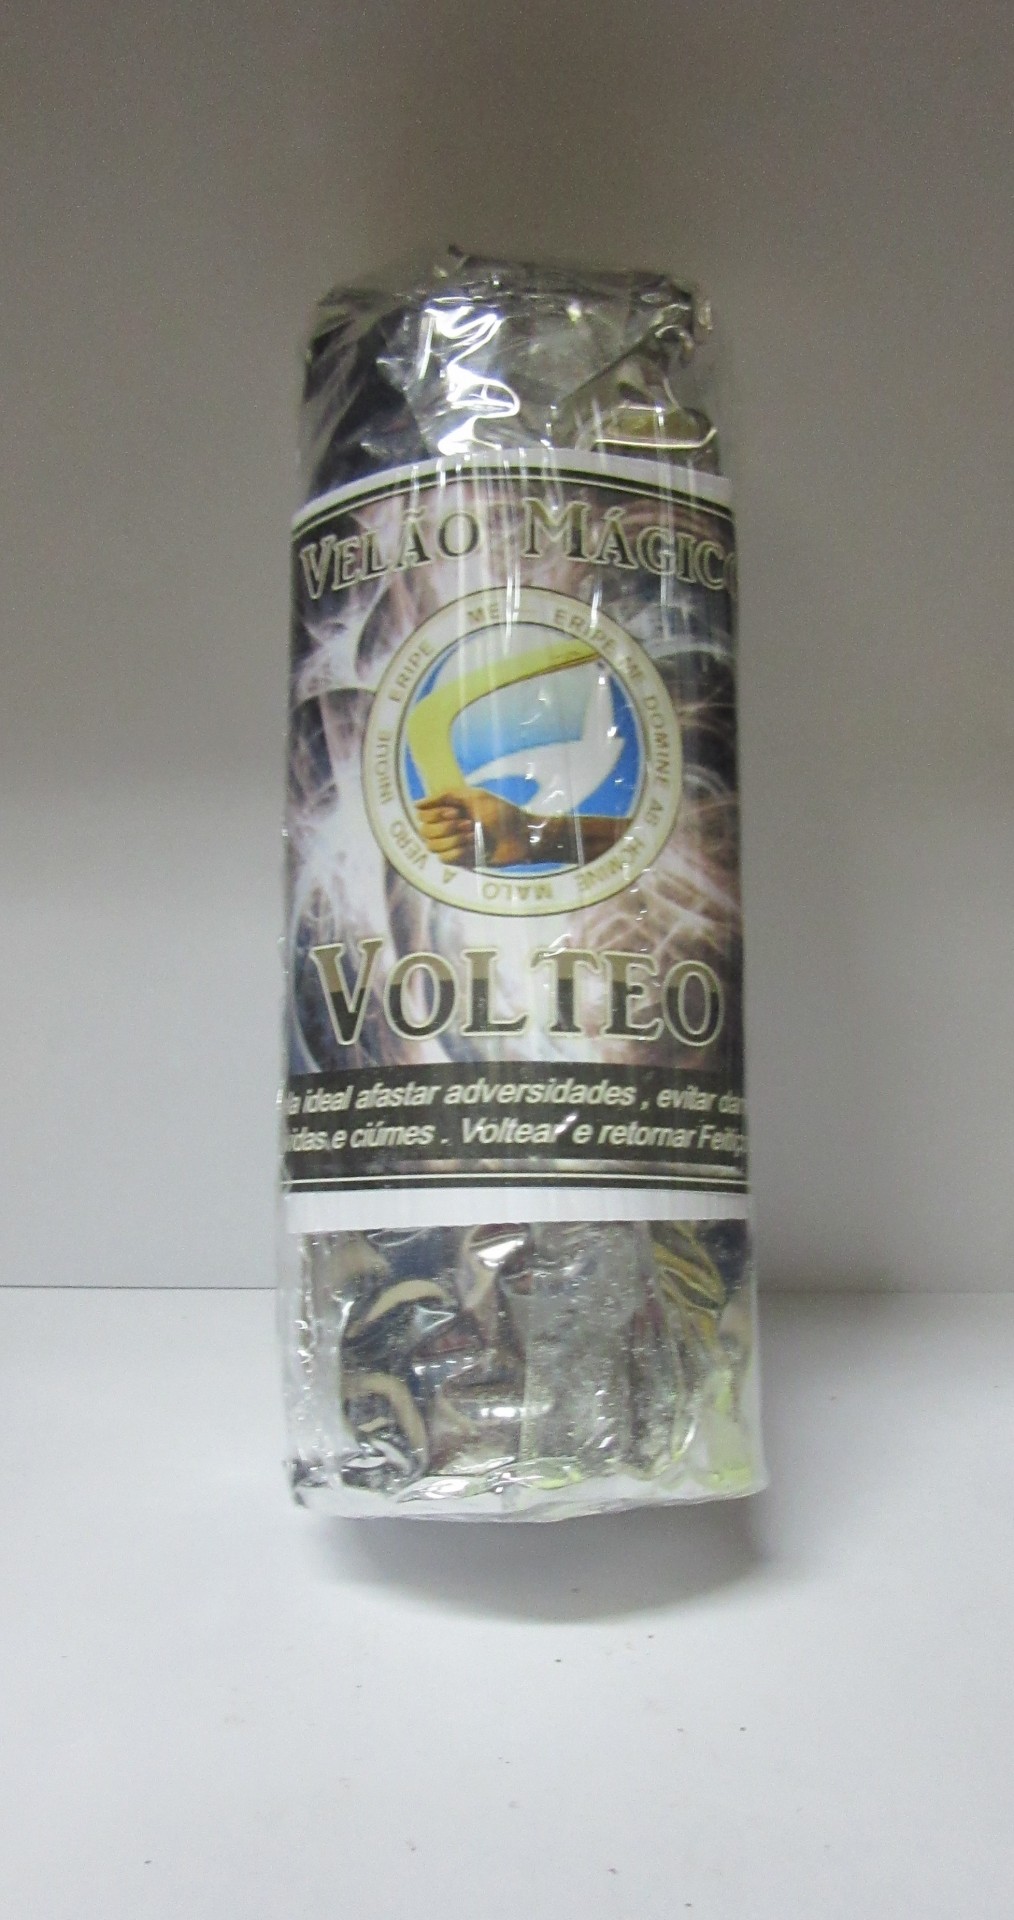 VELÃO MÁGICO
ERIPE ME DOMINE AB HOMINE MALO A VERO INIQUE ERIPE ME
VOLTEO
ideal afastar adversidades , evitar
e ciúmes . Voltear e retornar